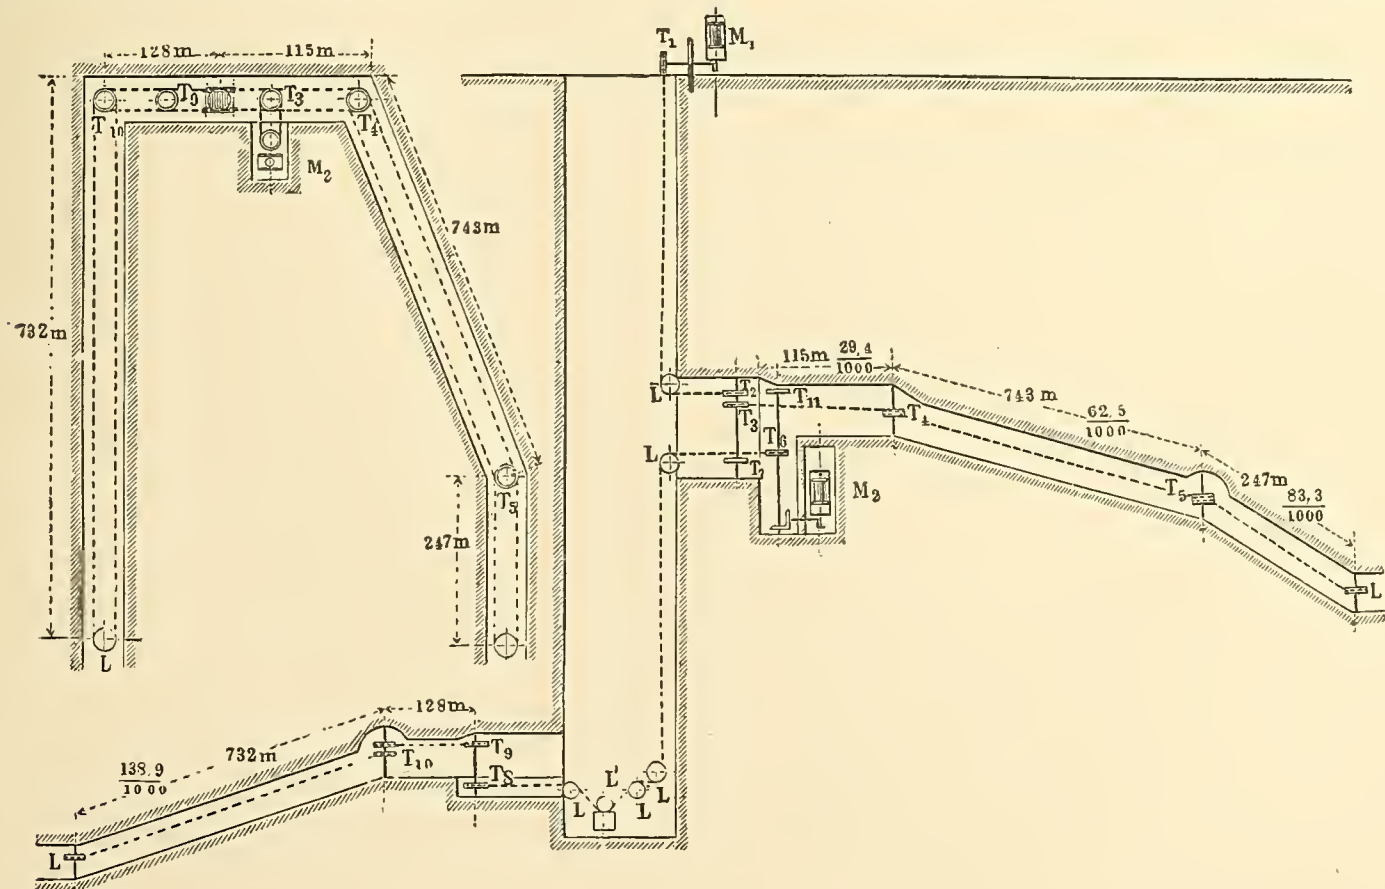 128m 115m
T₁ M₁
T₉ T₃
T₁₀ T₄
M₂
743m
732m
T₅
247m
L
115m 29,4/1000
743 m
62,5/1000
L T₂ T₁₁
T₃ T₄
L T₆
T₇
M₂
T₅
247m
83,3/1000
L
128m
732m
138,9/1000
T₉
T₁₀
T8
L L' L L
L